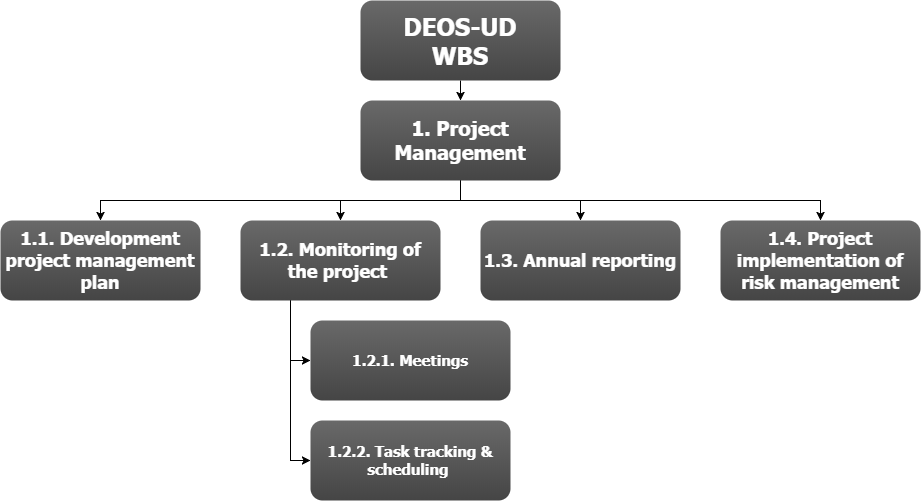 DEOS-UD
WBS
1. Project
Management
1.1. Development
project management
plan
1.2. Monitoring of
the project
1.3. Annual reporting
1.4. Project
implementation of
risk management
1.2.1. Meetings
1.2.2. Task tracking &
scheduling